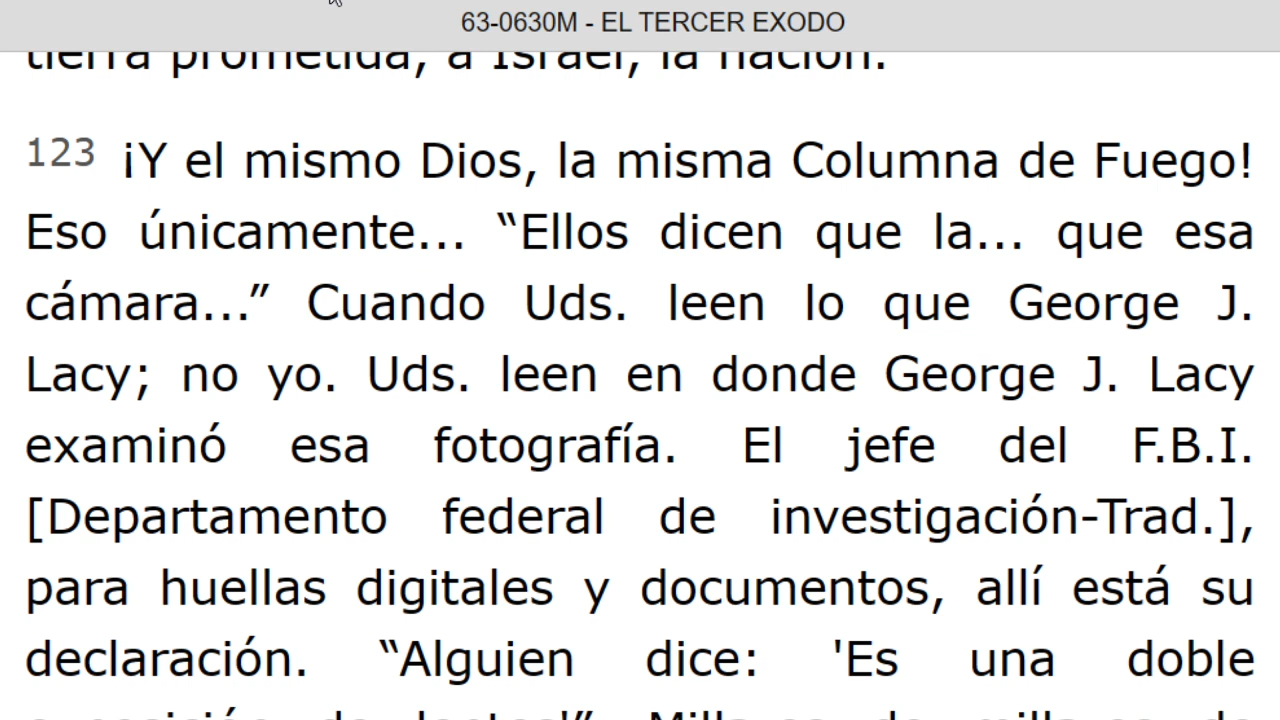 63-0630M - EL TERCER EXODO
tierra prometida, a Israel, la nación.
123 ¡Y el mismo Dios, la misma Columna de Fuego!
Eso únicamente... “Ellos dicen que la... que esa
cámara...” Cuando Uds. leen lo que George J.
Lacy; no yo. Uds. leen en donde George J. Lacy
examinó esa fotografía. El jefe del F.B.I.
[Departamento federal de investigación-Trad.],
para huellas digitales y documentos, allí está su
declaración. “Alguien dice: 'Es una doble